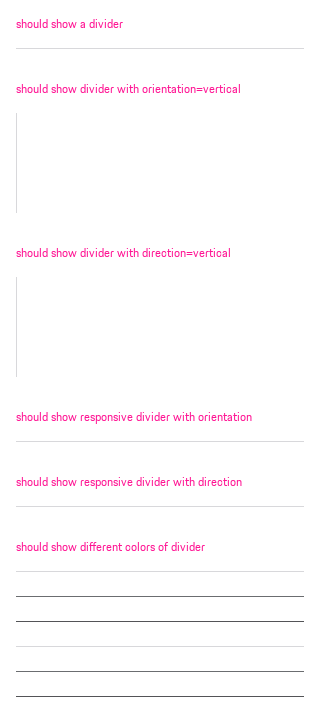 should show a divider
should show divider with orientation=vertical
should show divider with direction=vertical
should show responsive divider with orientation
should show responsive divider with direction
should show different colors of divider